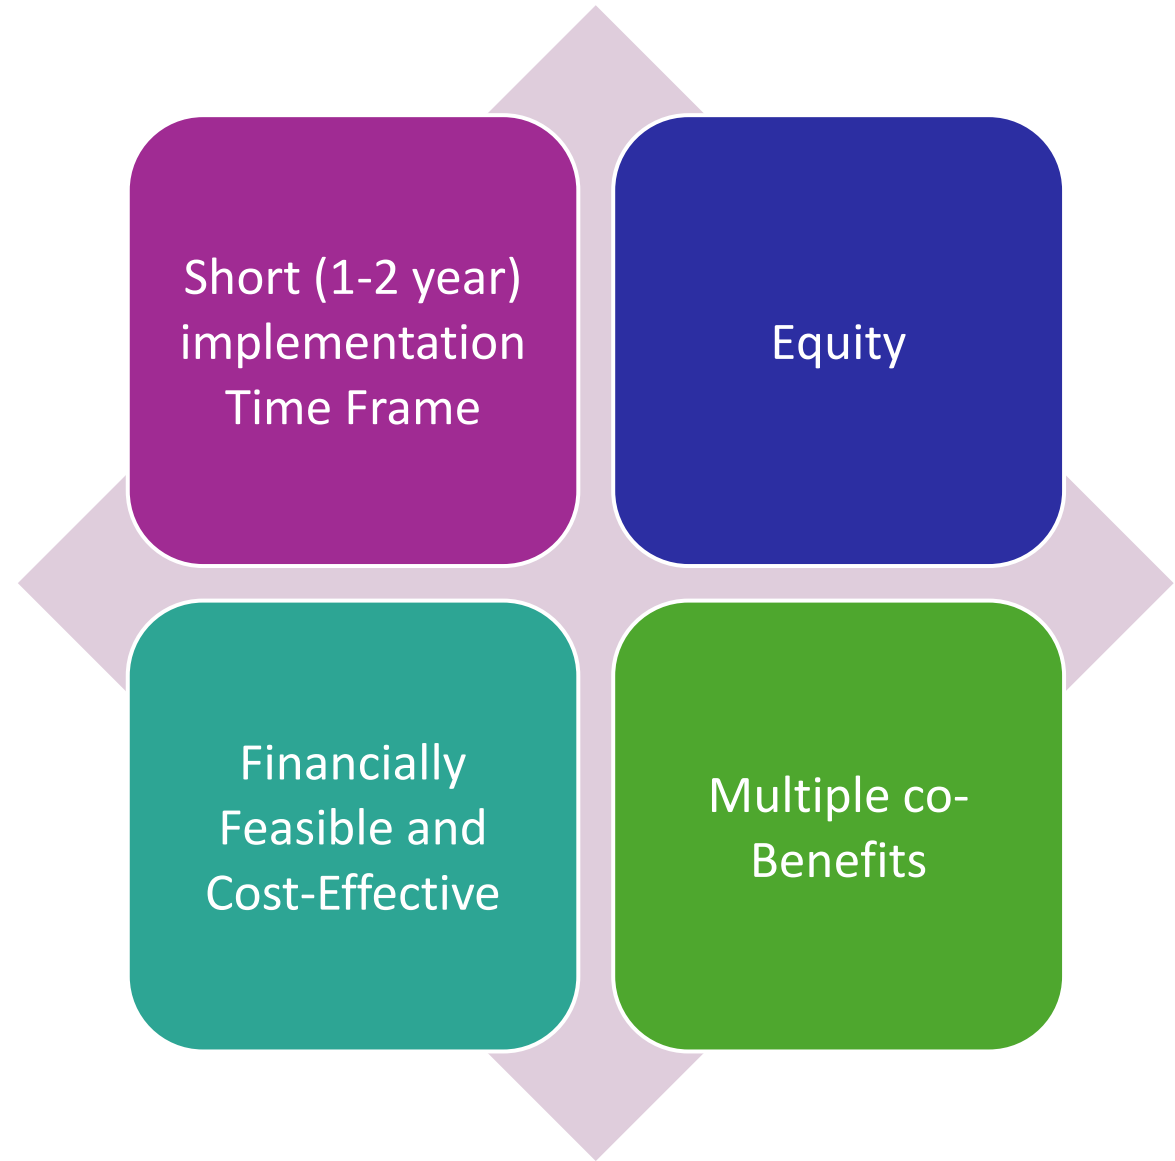 Short (1-2 year)
implementation
Time Frame
Equity
Financially
Feasible and
Cost-Effective
Multiple co-
Benefits